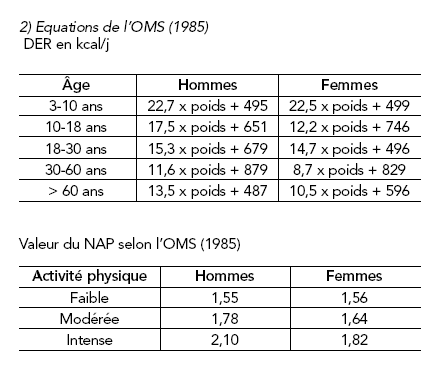 2) Equations de l'OMS (1985)
DER en kcal/j
Âge Hommes Femmes
3-10 ans 22,7 x poids + 495 22,5 x poids + 499
10-18 ans 17,5 x poids + 651 12,2 x poids + 746
18-30 ans 15,3 x poids + 679 14,7 x poids + 496
30-60 ans 11,6 x poids + 879 8,7 x poids + 829
> 60 ans 13,5 x poids + 487 10,5 x poids + 596
Valeur du NAP selon l'OMS (1985)
Activité physique Hommes Femmes
Faible 1,55 1,56
Modérée 1,78 1,64
Intense 2,10 1,82